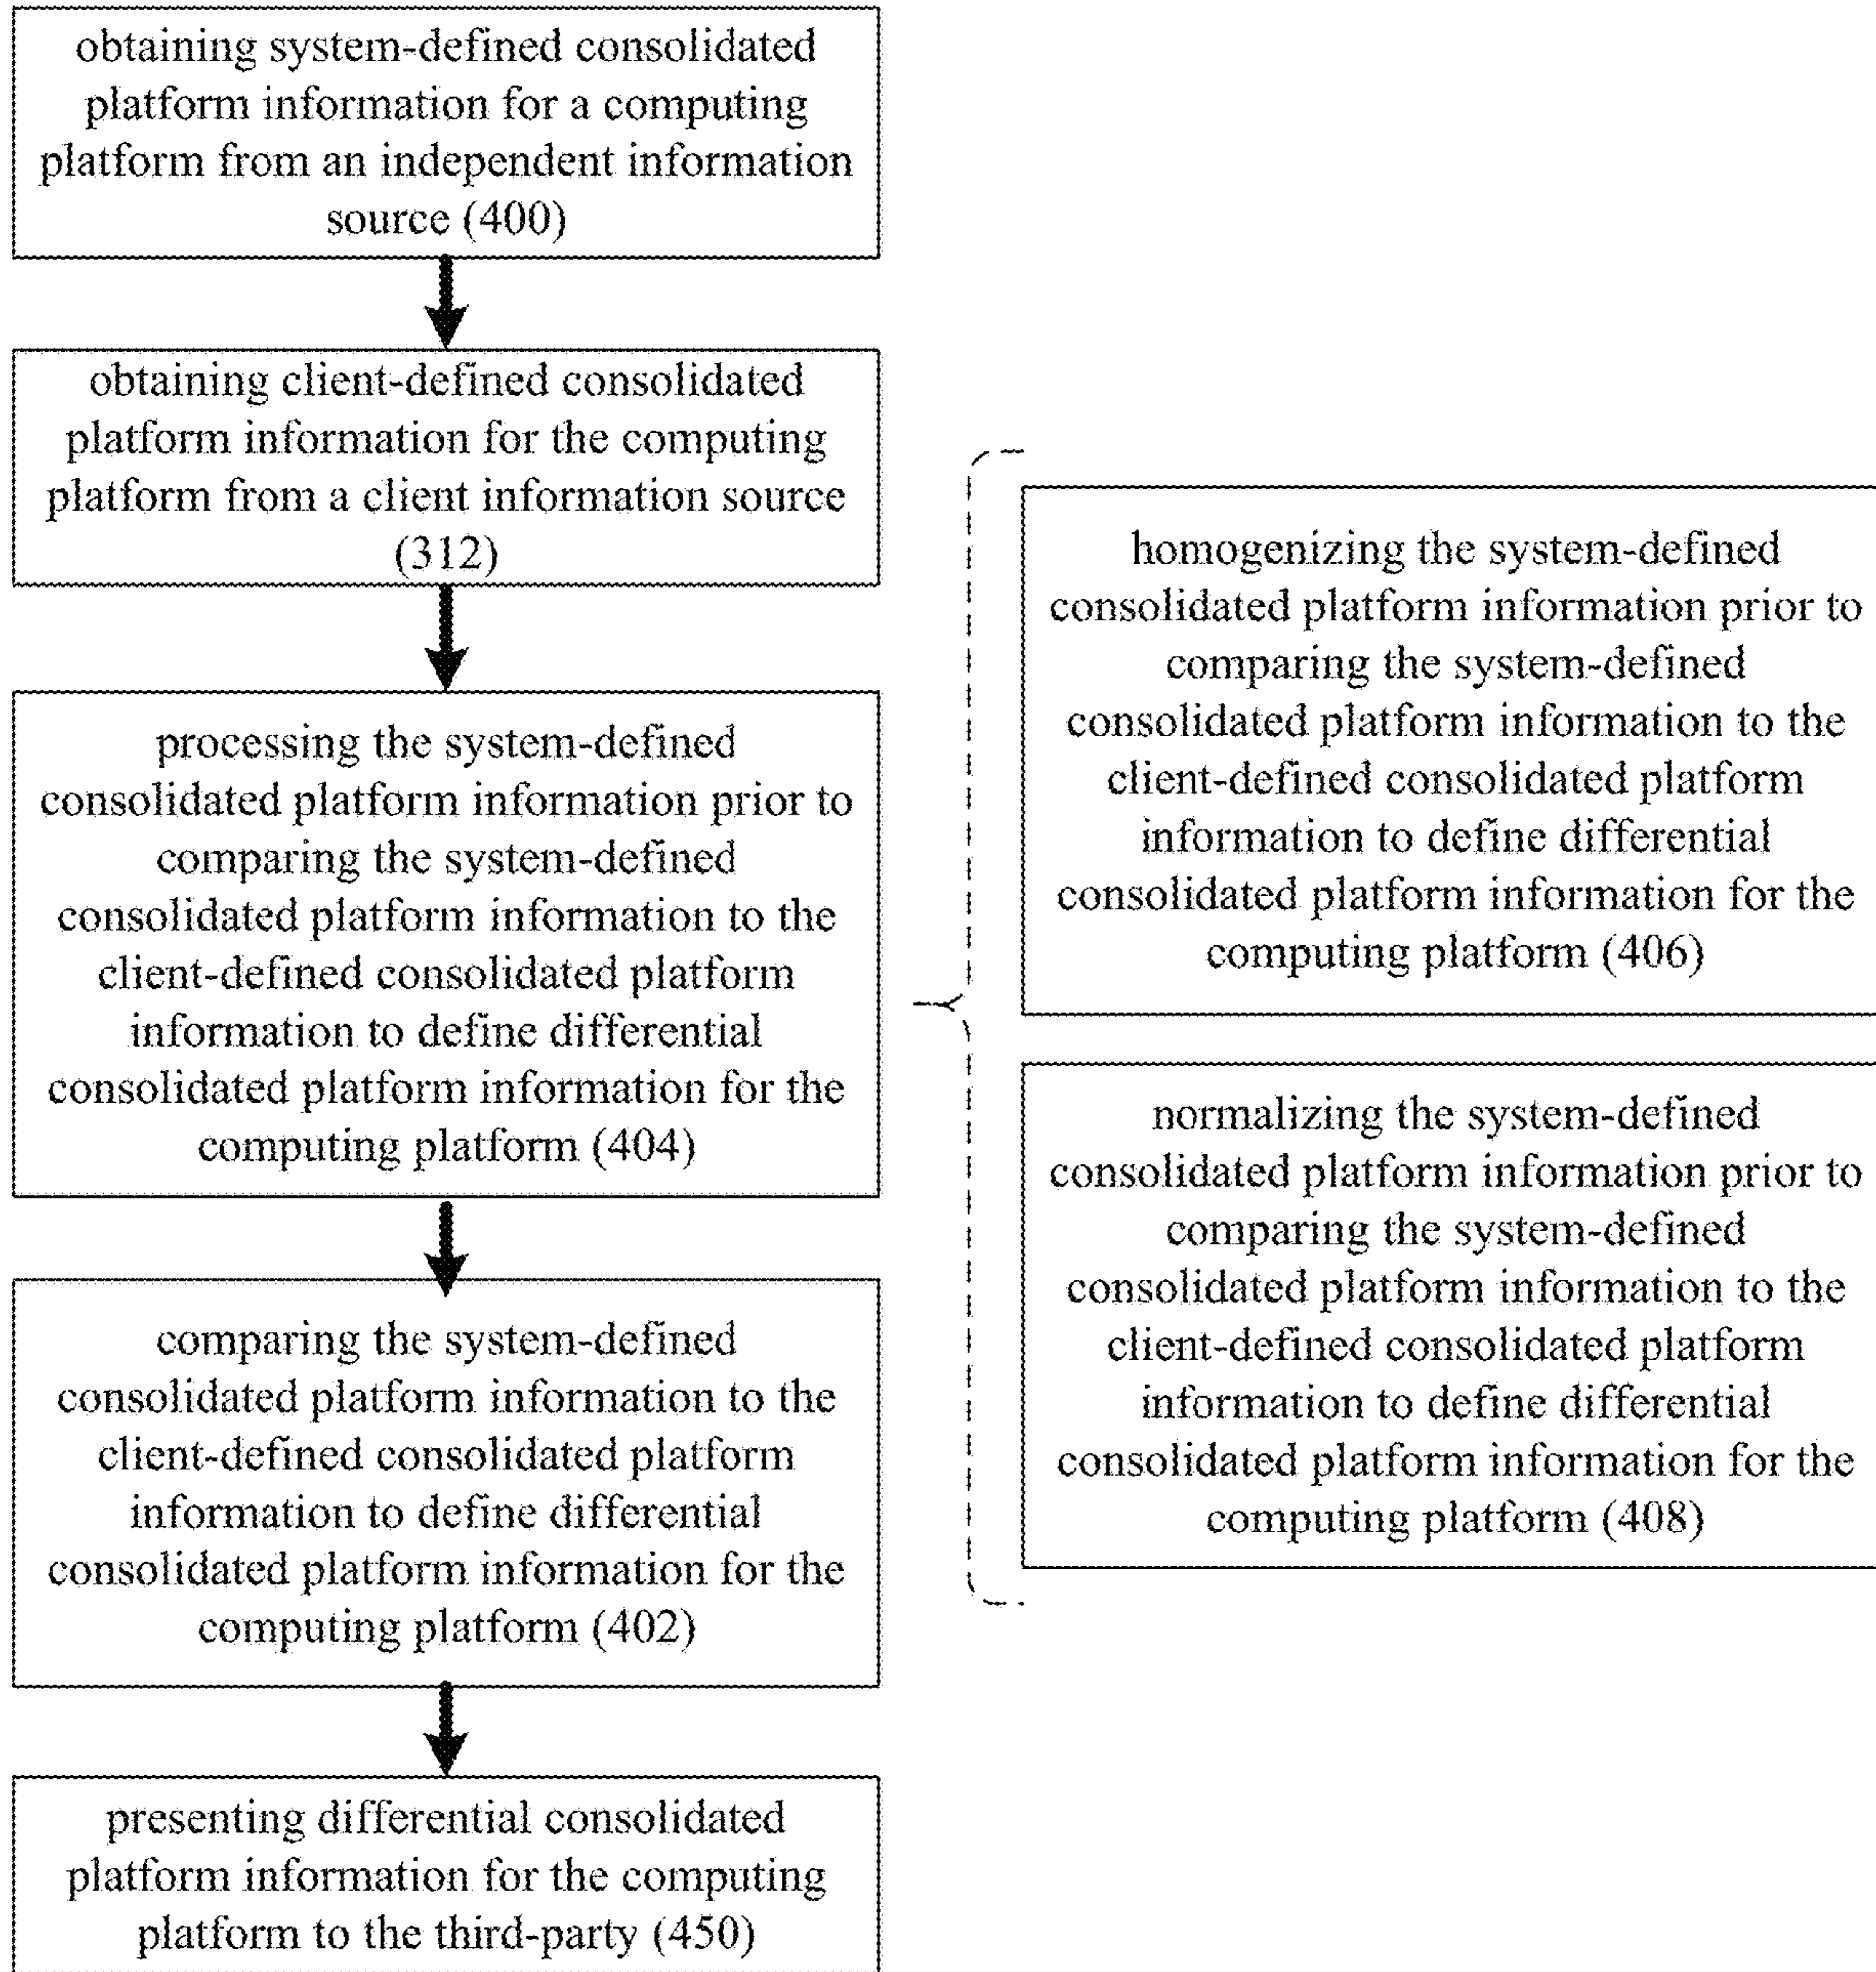 obtaining system-defined consolidated
platform information for a computing
platform from an independent information
source (400)
obtaining client-defined consolidated
platform information for the computing
platform from a client information source
(312)
processing the system-defined
consolidated platform information prior to
comparing the system-defined
consolidated platform information to the
client-defined consolidated platform
information to define differential
consolidated platform information for the
computing platform (404)
homogenizing the system-defined
consolidated platform information prior to
comparing the system-defined
consolidated platform information to the
client-defined consolidated platform
information to define differential
consolidated platform information for the
computing platform (406)
normalizing the system-defined
consolidated platform information prior to
comparing the system-defined
consolidated platform information to the
client-defined consolidated platform
information to define differential
consolidated platform information for the
computing platform (408)
comparing the system-defined
consolidated platform information to the
client-defined consolidated platform
information to define differential
consolidated platform information for the
computing platform (402)
presenting differential consolidated
platform information for the computing
platform to the third-party (450)